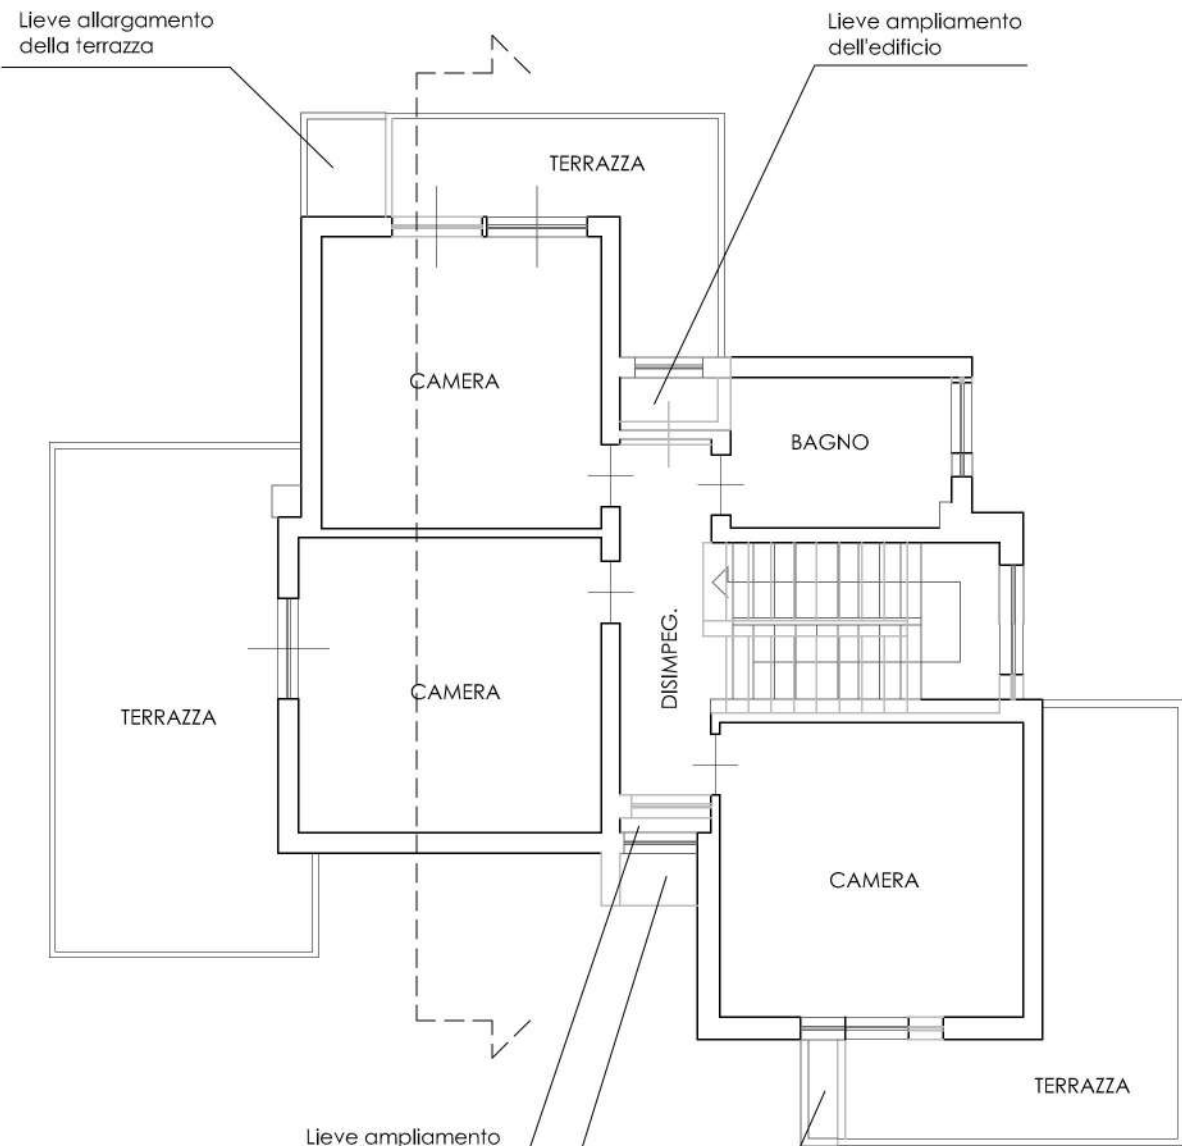 Lieve allargamento
della terrazza
Lieve ampliamento
dell'edificio
TERRAZZA
CAMERA
BAGNO
DISIMPEG.
CAMERA
TERRAZZA
CAMERA
TERRAZZA
Lieve ampliamento